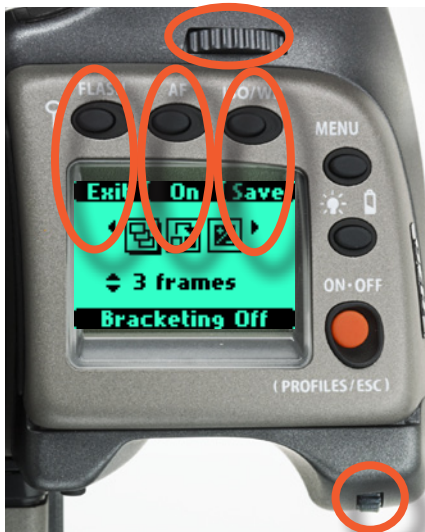 FLASH AF ISO/WB
MENU
Exit On Save
3 frames
ON•OFF
Bracketing Off
( PROFILES / ESC )